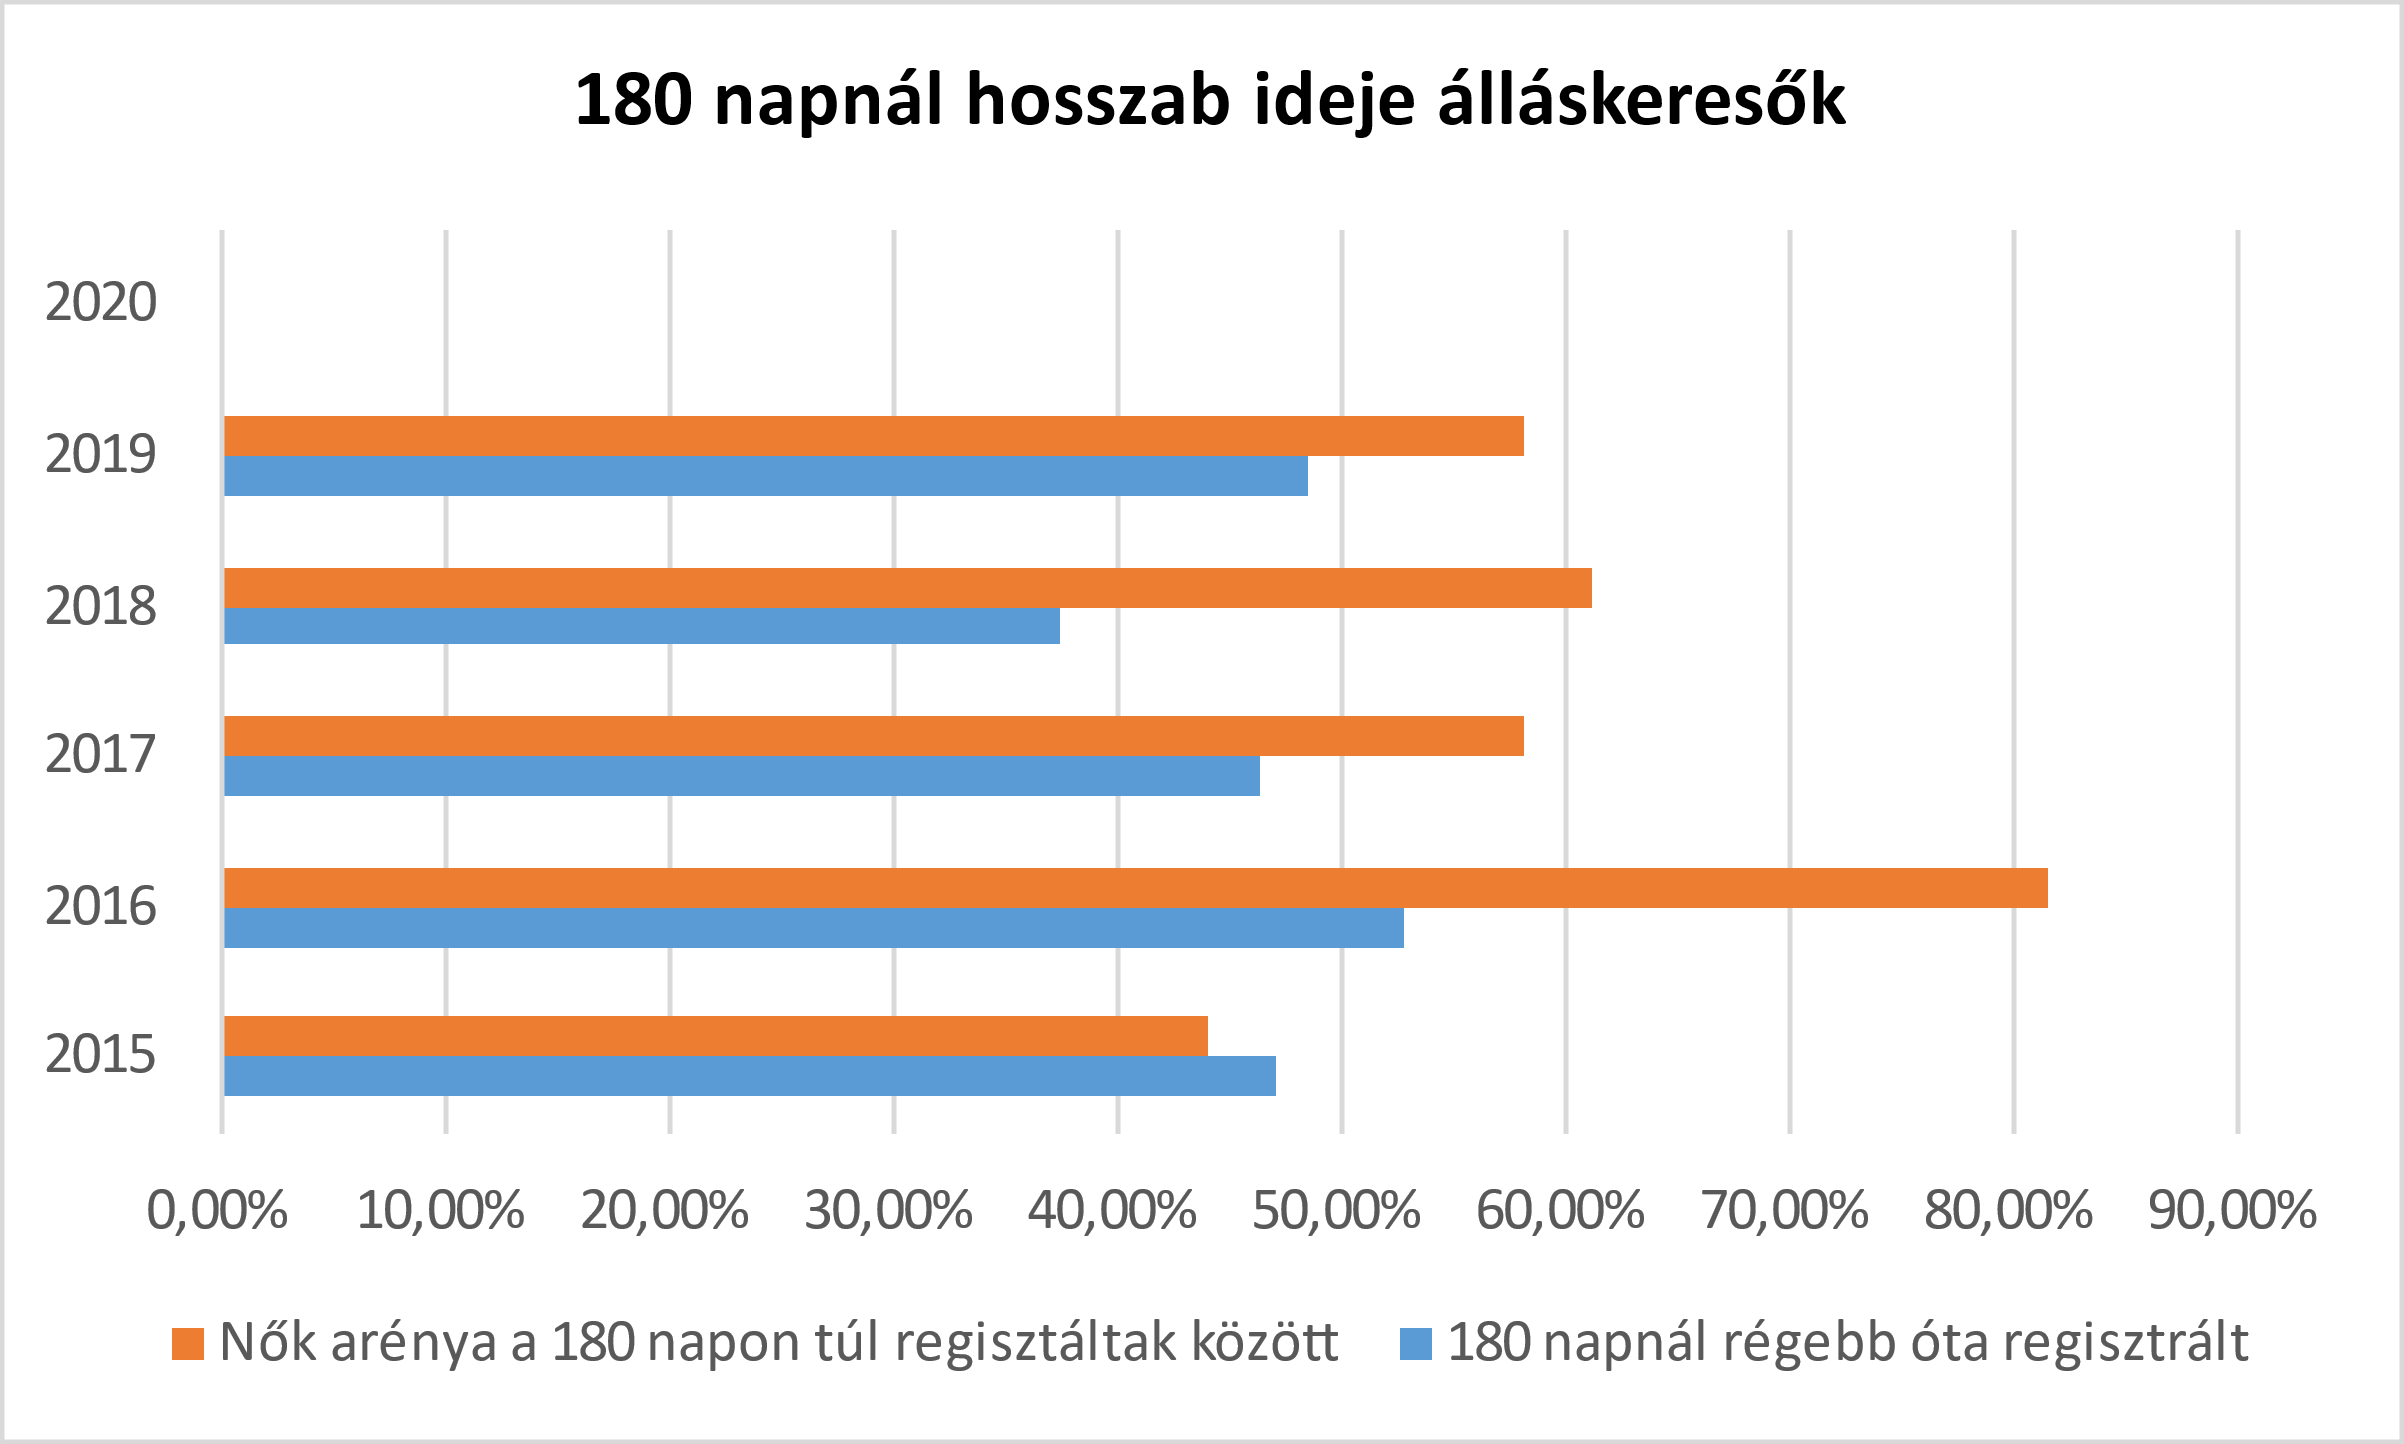 180 napnál hosszab ideje álláskeresők
2020
2019
2018
2017
2016
2015
0,00% 10,00% 20,00% 30,00% 40,00% 50,00% 60,00% 70,00% 80,00% 90,00%
Nők arénya a 180 napon túl regisztáltak között 180 napnál régebb óta regisztrált